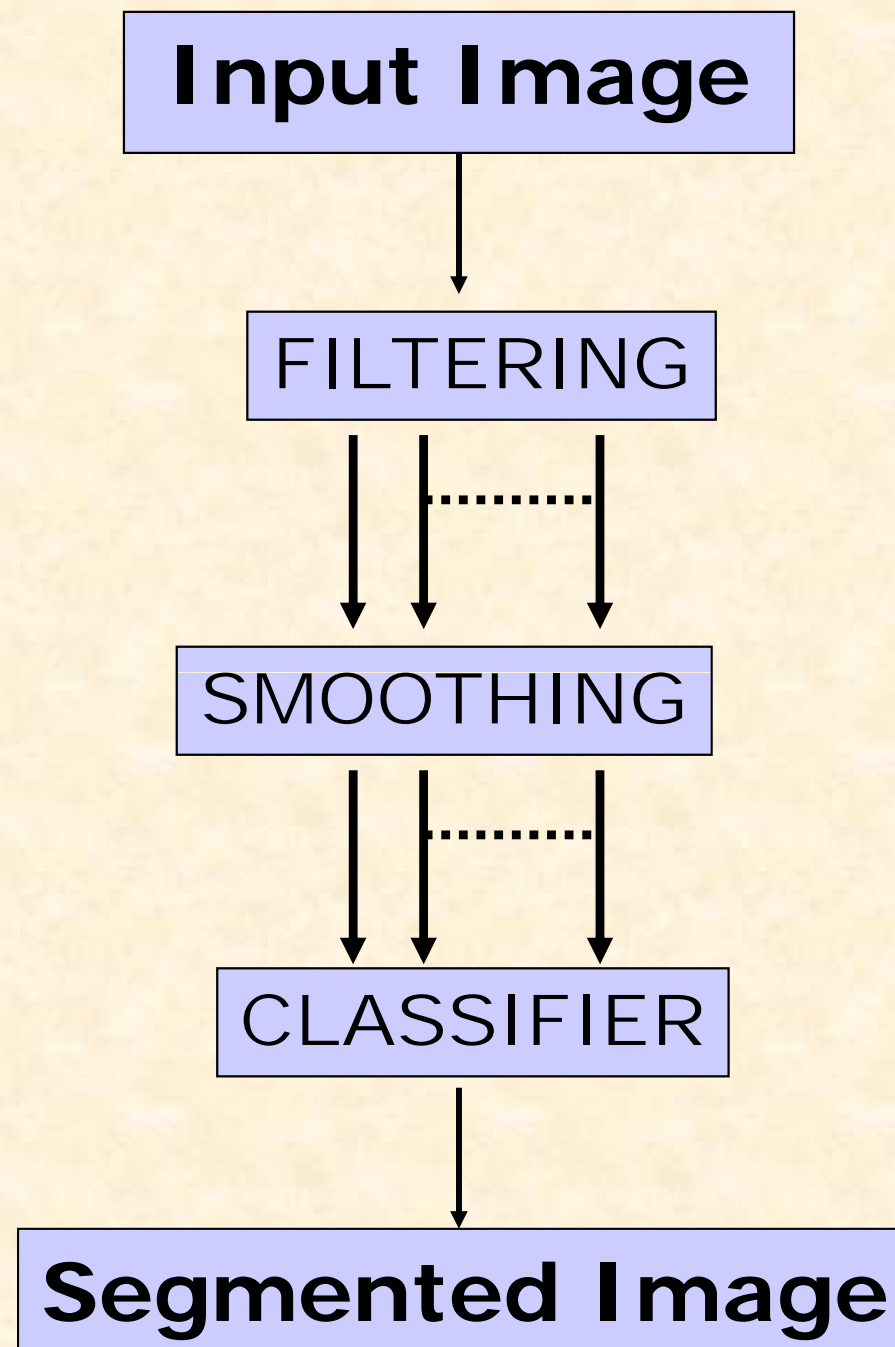 Input Image
FILTERING
SMOOTHING
CLASSIFIER
Segmented Image